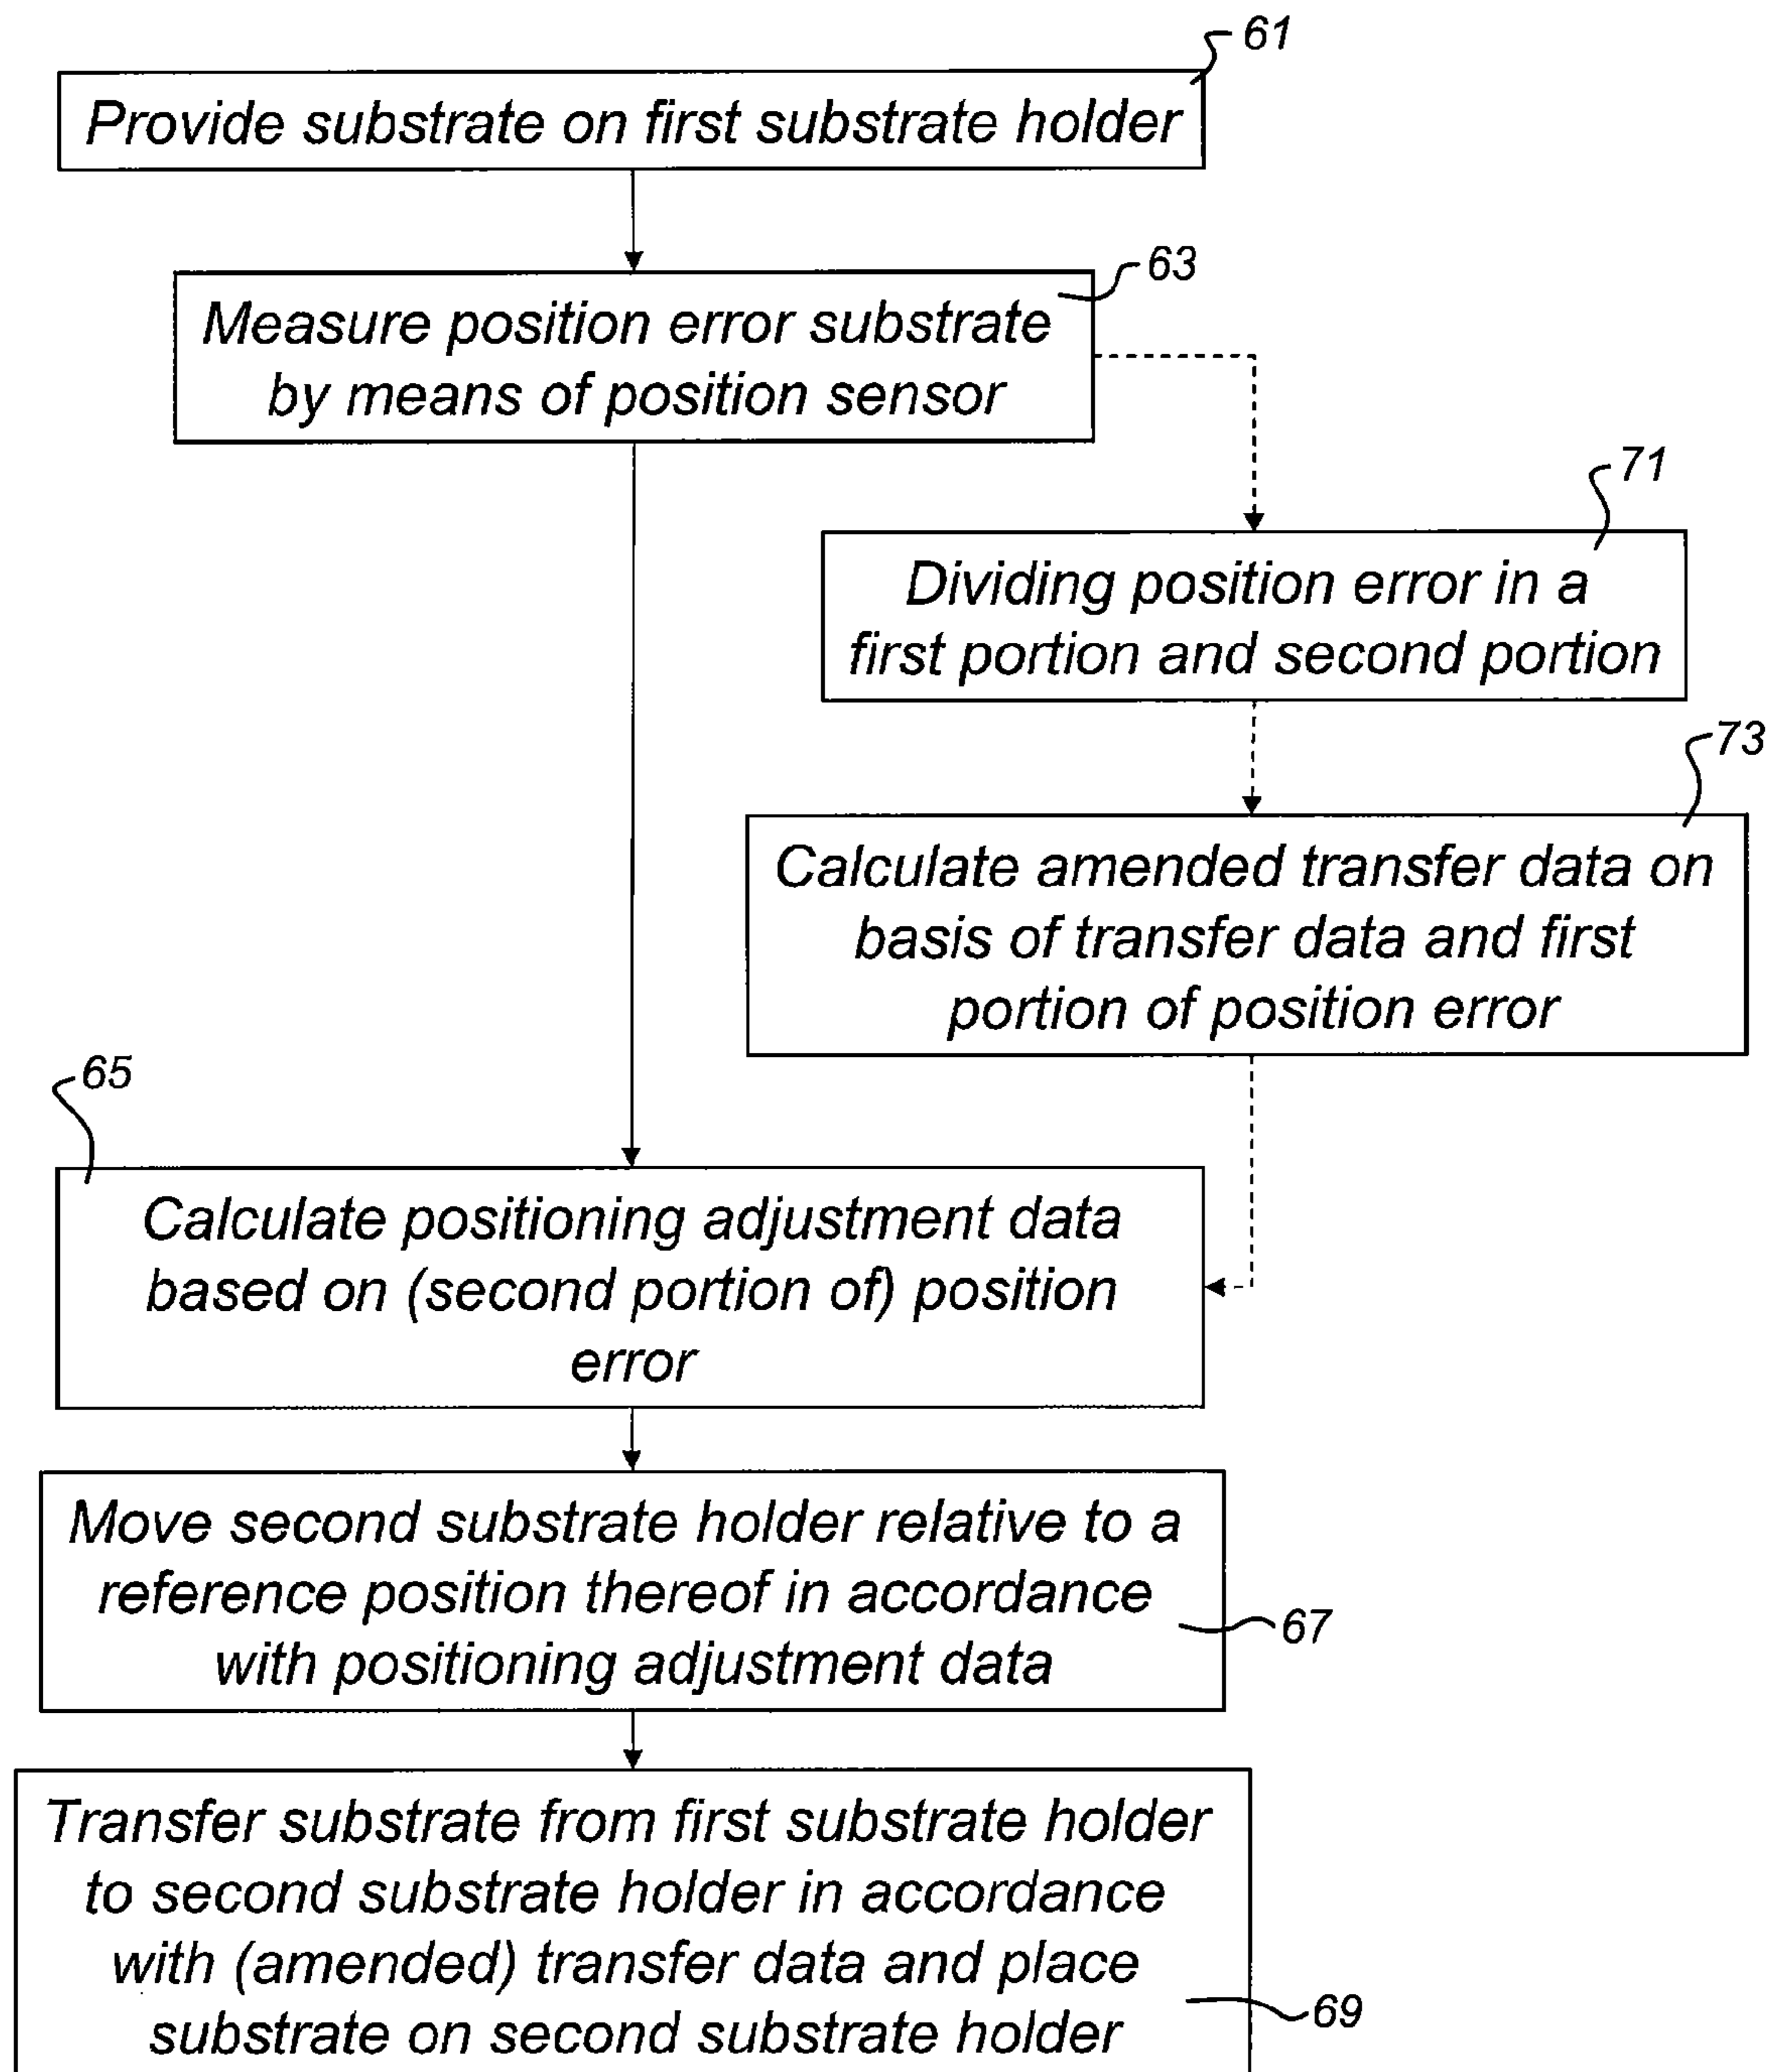 61
Provide substrate on first substrate holder
63
Measure position error substrate
by means of position sensor
71
Dividing position error in a
first portion and second portion
73
Calculate amended transfer data on
basis of transfer data and first
portion of position error
65
Calculate positioning adjustment data
based on (second portion of) position
error
Move second substrate holder relative to a
reference position thereof in accordance
with positioning adjustment data
67
Transfer substrate from first substrate holder
to second substrate holder in accordance
with (amended) transfer data and place
substrate on second substrate holder
69